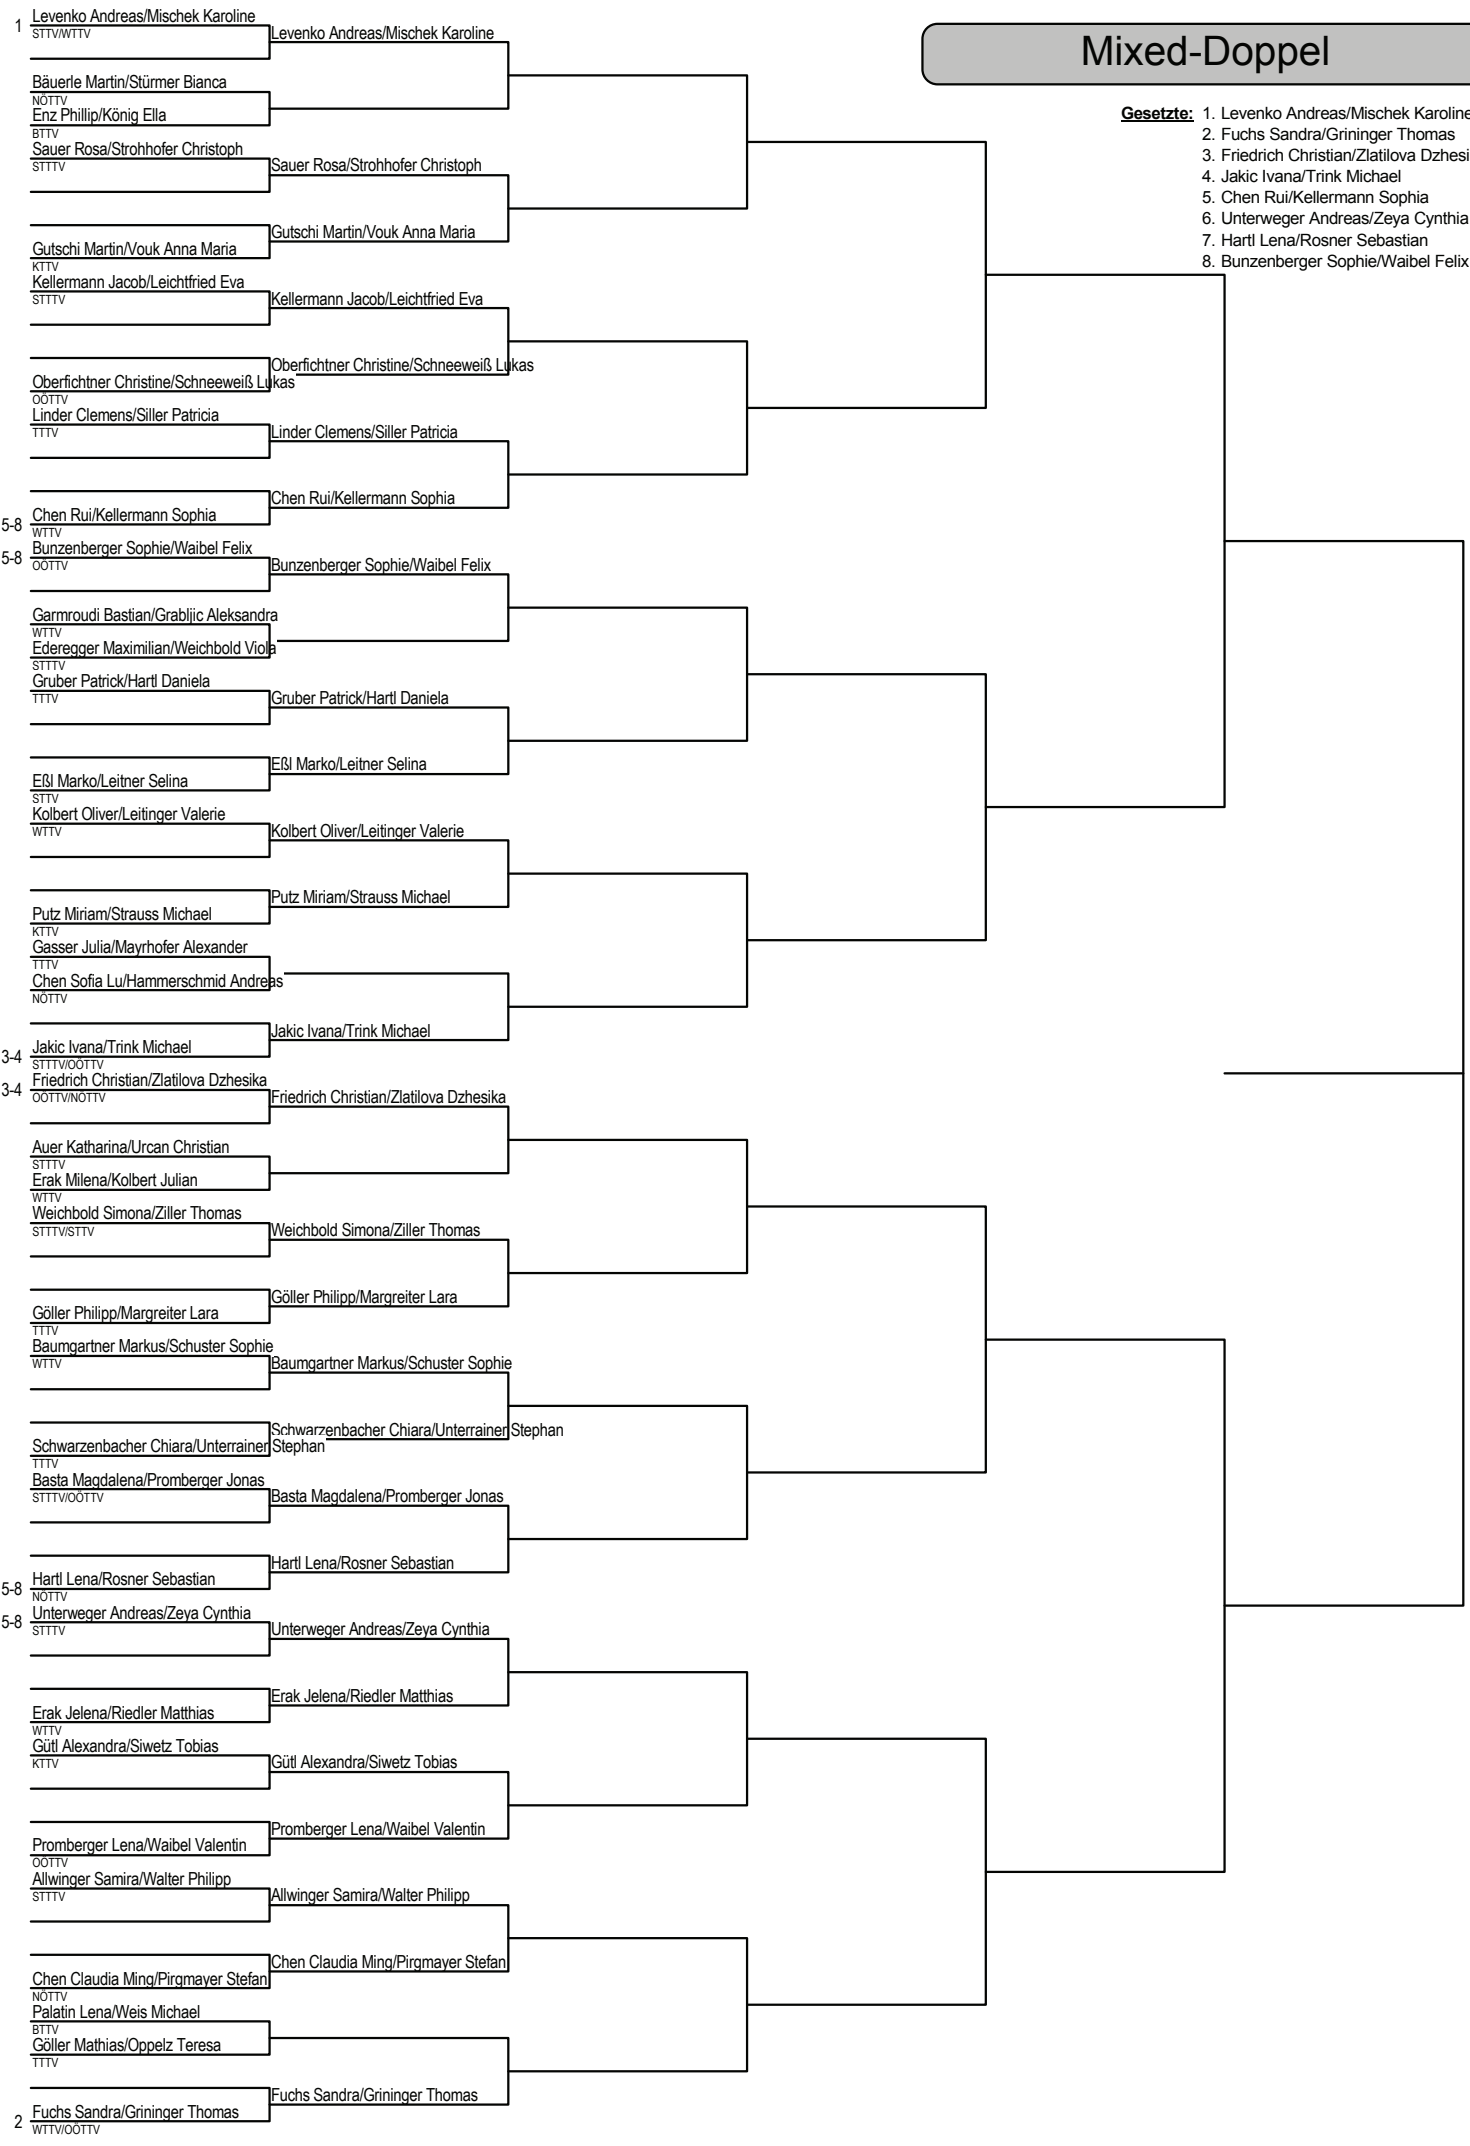 Mixed-Doppel
Gesetzte: 1. Levenko Andreas/Mischek Karoline
2. Fuchs Sandra/Grininger Thomas
3. Friedrich Christian/Zlatilova Dzhesi
4. Jakic Ivana/Trink Michael
5. Chen Rui/Kellermann Sophia
6. Unterweger Andreas/Zeya Cynthia
7. Hartl Lena/Rosner Sebastian
8. Bunzenberger Sophie/Waibel Felix
1 Levenko Andreas/Mischek Karoline
STTV/WTTV
Levenko Andreas/Mischek Karoline
Bäuerle Martin/Stürmer Bianca
NÖTTV
Enz Phillip/König Ella
BTTV
Sauer Rosa/Strohhofer Christoph
STTTV
Sauer Rosa/Strohhofer Christoph
Gutschi Martin/Vouk Anna Maria
Gutschi Martin/Vouk Anna Maria
KTTV
Kellermann Jacob/Leichtfried Eva
STTTV
Kellermann Jacob/Leichtfried Eva
Oberfichtner Christine/Schneeweiß Lukas
Oberfichtner Christine/Schneeweiß Lukas
OÖTTV
Linder Clemens/Siller Patricia
TTTV
Linder Clemens/Siller Patricia
Chen Rui/Kellermann Sophia
5-8 Chen Rui/Kellermann Sophia
WTTV
5-8 Bunzenberger Sophie/Waibel Felix
OÖTTV
Bunzenberger Sophie/Waibel Felix
Garmroudi Bastian/Grabljic Aleksandra
WTTV
Ederegger Maximilian/Weichbold Viola
STTTV
Gruber Patrick/Hartl Daniela
TTTV
Gruber Patrick/Hartl Daniela
Eßl Marko/Leitner Selina
Eßl Marko/Leitner Selina
STTV
Kolbert Oliver/Leitinger Valerie
WTTV
Kolbert Oliver/Leitinger Valerie
Putz Miriam/Strauss Michael
Putz Miriam/Strauss Michael
KTTV
Gasser Julia/Mayrhofer Alexander
TTTV
Chen Sofia Lu/Hammerschmid Andreas
NÖTTV
Jakic Ivana/Trink Michael
3-4 Jakic Ivana/Trink Michael
STTTV/OÖTTV
3-4 Friedrich Christian/Zlatilova Dzhesika
OÖTTV/NÖTTV
Friedrich Christian/Zlatilova Dzhesika
Auer Katharina/Urcan Christian
STTTV
Erak Milena/Kolbert Julian
WTTV
Weichbold Simona/Ziller Thomas
STTTV/STTV
Weichbold Simona/Ziller Thomas
Göller Philipp/Margreiter Lara
Göller Philipp/Margreiter Lara
TTTV
Baumgartner Markus/Schuster Sophie
WTTV
Baumgartner Markus/Schuster Sophie
Schwarzenbacher Chiara/Unterrainer Stephan
Schwarzenbacher Chiara/Unterrainer Stephan
TTTV
Basta Magdalena/Promberger Jonas
STTTV/OÖTTV
Basta Magdalena/Promberger Jonas
Hartl Lena/Rosner Sebastian
5-8 Hartl Lena/Rosner Sebastian
NÖTTV
5-8 Unterweger Andreas/Zeya Cynthia
STTTV
Unterweger Andreas/Zeya Cynthia
Erak Jelena/Riedler Matthias
Erak Jelena/Riedler Matthias
WTTV
Gütl Alexandra/Siwetz Tobias
KTTV
Gütl Alexandra/Siwetz Tobias
Promberger Lena/Waibel Valentin
Promberger Lena/Waibel Valentin
OÖTTV
Allwinger Samira/Walter Philipp
STTTV
Allwinger Samira/Walter Philipp
Chen Claudia Ming/Pirgmayer Stefan
Chen Claudia Ming/Pirgmayer Stefan
NÖTTV
Palatin Lena/Weis Michael
BTTV
Göller Mathias/Oppelz Teresa
TTTV
Fuchs Sandra/Grininger Thomas
2 Fuchs Sandra/Grininger Thomas
WTTV/OÖTTV